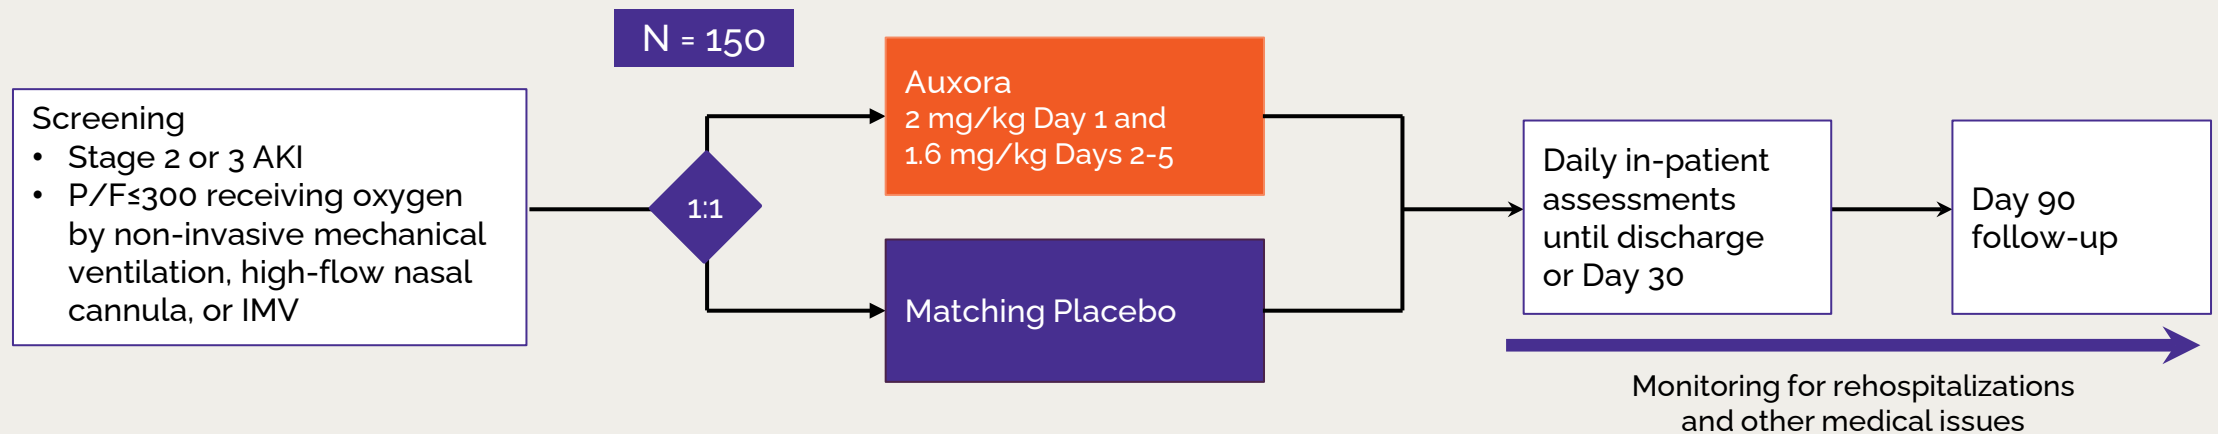 N = 150
Screening
• Stage 2 or 3 AKI
• P/F≤300 receiving oxygen
by non-invasive mechanical
ventilation, high-flow nasal
cannula, or IMV
1:1
Auxora
2 mg/kg Day 1 and
1.6 mg/kg Days 2-5
Matching Placebo
Daily in-patient
assessments
until discharge
or Day 30
Day 90
follow-up
Monitoring for rehospitalizations
and other medical issues